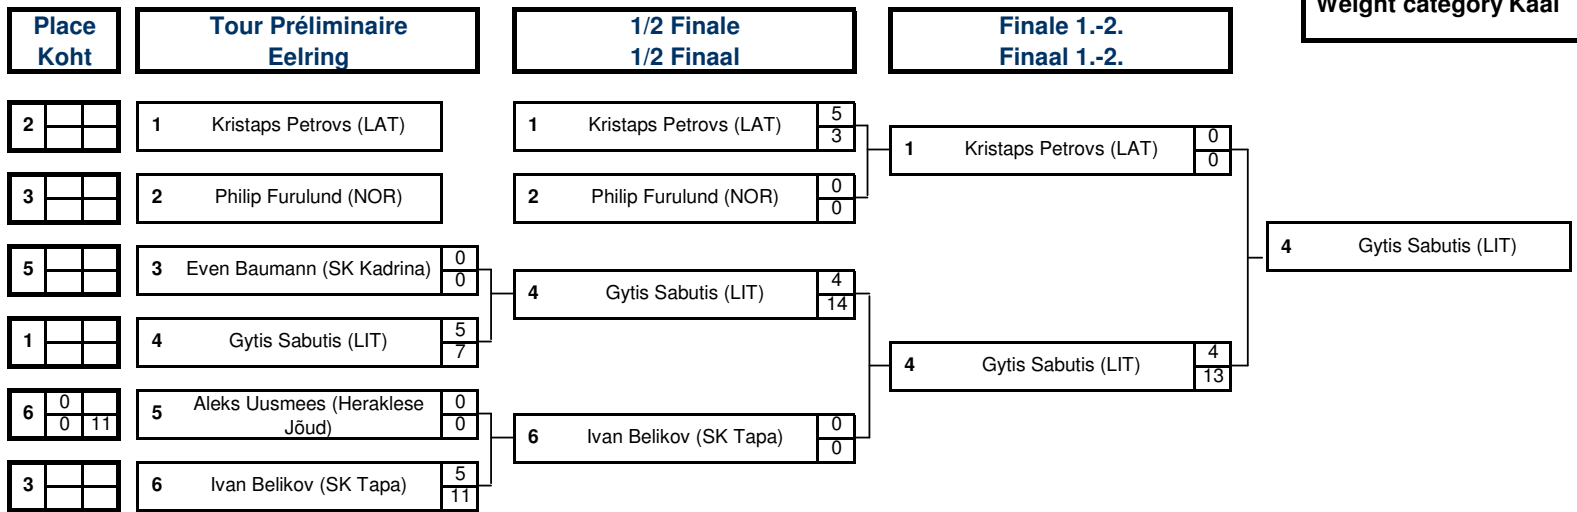 Weight category Kaal
Place
Koht
Tour Préliminaire
Eelring
1/2 Finale
1/2 Finaal
Finale 1.-2.
Finaal 1.-2.
2
1 Kristaps Petrovs (LAT)
1 Kristaps Petrovs (LAT) 5
3
1 Kristaps Petrovs (LAT) 0
0
3
2 Philip Furulund (NOR)
2 Philip Furulund (NOR) 0
0
5
3 Even Baumann (SK Kadrina) 0
0
4 Gytis Sabutis (LIT) 4
14
4 Gytis Sabutis (LIT)
1
4 Gytis Sabutis (LIT) 5
7
4 Gytis Sabutis (LIT) 4
13
6 0
0 11
5 Aleks Uusmees (Heraklese
Jõud) 0
0
6 Ivan Belikov (SK Tapa) 0
0
3
6 Ivan Belikov (SK Tapa) 5
11